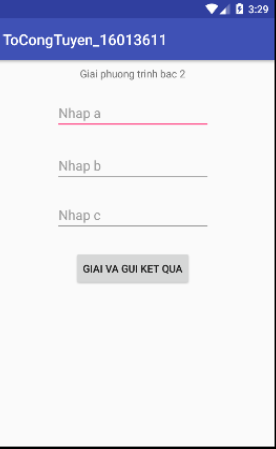 3:29
ToCongTuyen_16013611
Giai phuong trinh bac 2
Nhap a
Nhap b
Nhap c
GIAI VA GUI KET QUA